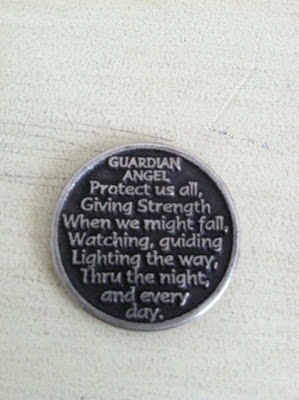 GUARDIAN
ANGEL
Protect us all,
Giving Strength
When we might fall,
Watching, guiding
Lighting the way,
Thru the night,
and every
day.